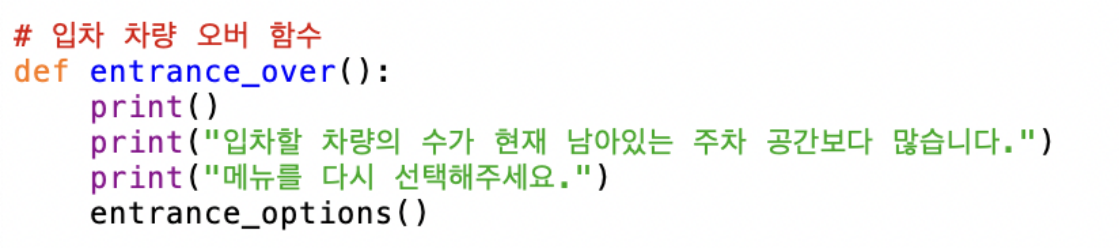 # 입차 차량 오버 함수
def entrance_over():
    print()
    print("입차할 차량의 수가 현재 남아있는 주차 공간보다 많습니다.")
    print("메뉴를 다시 선택해주세요.")
    entrance_options()